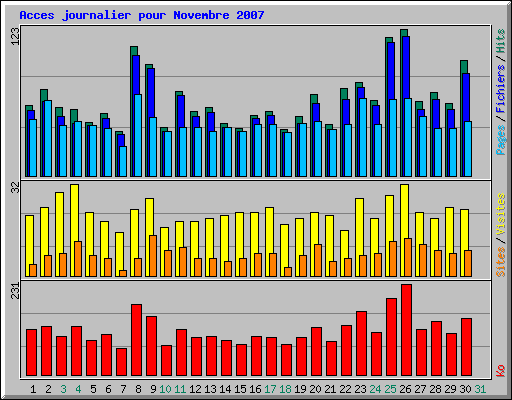 Acces journalier pour Novembre 2007
123
Pages / Fichiers / Hits
32
Sites / Visites
231
Ko
1 2 3 4 5 6 7 8 9 10 11 12 13 14 15 16 17 18 19 20 21 22 23 24 25 26 27 28 29 30 31